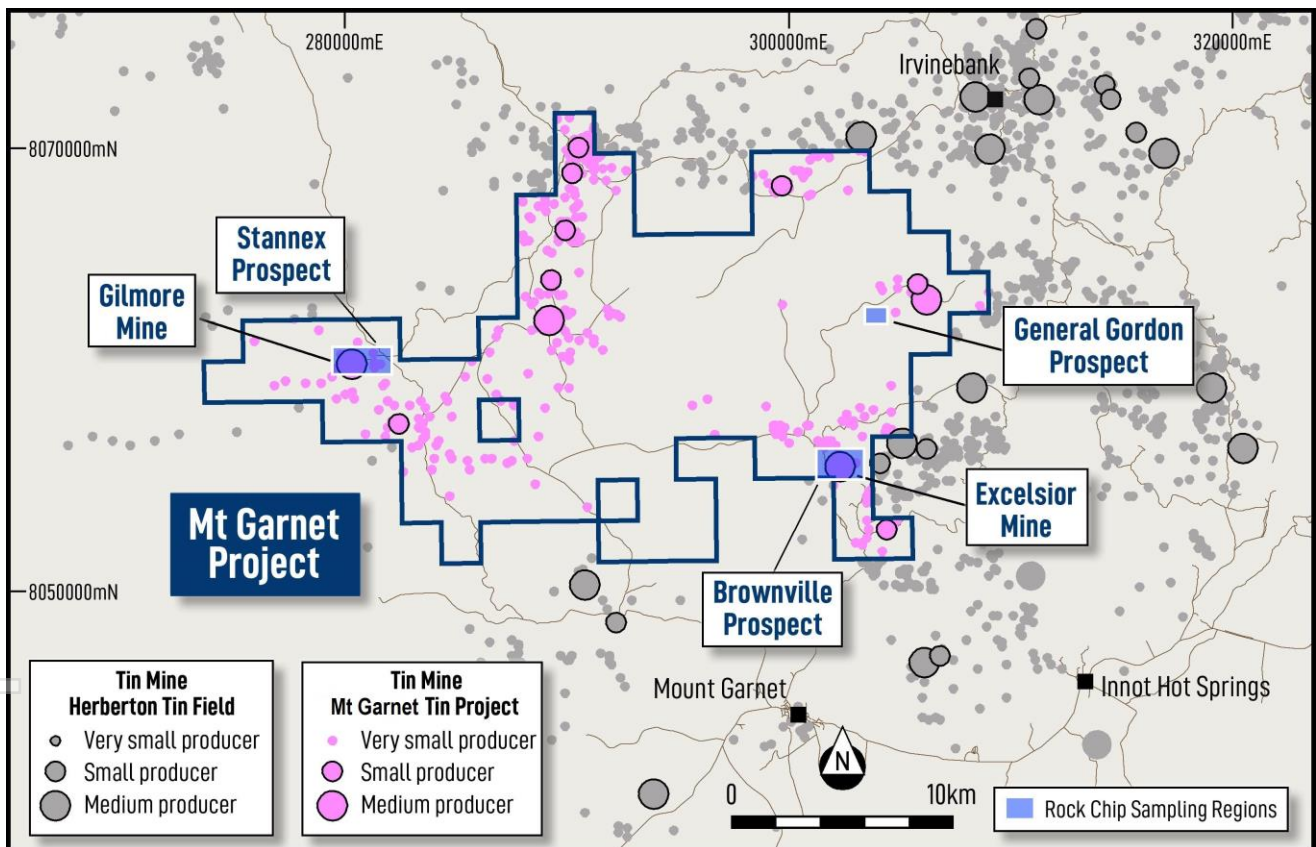 280000mE
300000mE
320000mE
Irvinebank
8070000mN
Stannex
Prospect
Gilmore
Mine
General Gordon
Prospect
Mt Garnet
Project
Excelsior
Mine
Brownville
Prospect
8050000mN
Tin Mine
Herberton Tin Field
Very small producer
Small producer
Medium producer
Tin Mine
Mt Garnet Tin Project
Very small producer
Small producer
Medium producer
Mount Garnet
Innot Hot Springs
N
0
10km
Rock Chip Sampling Regions